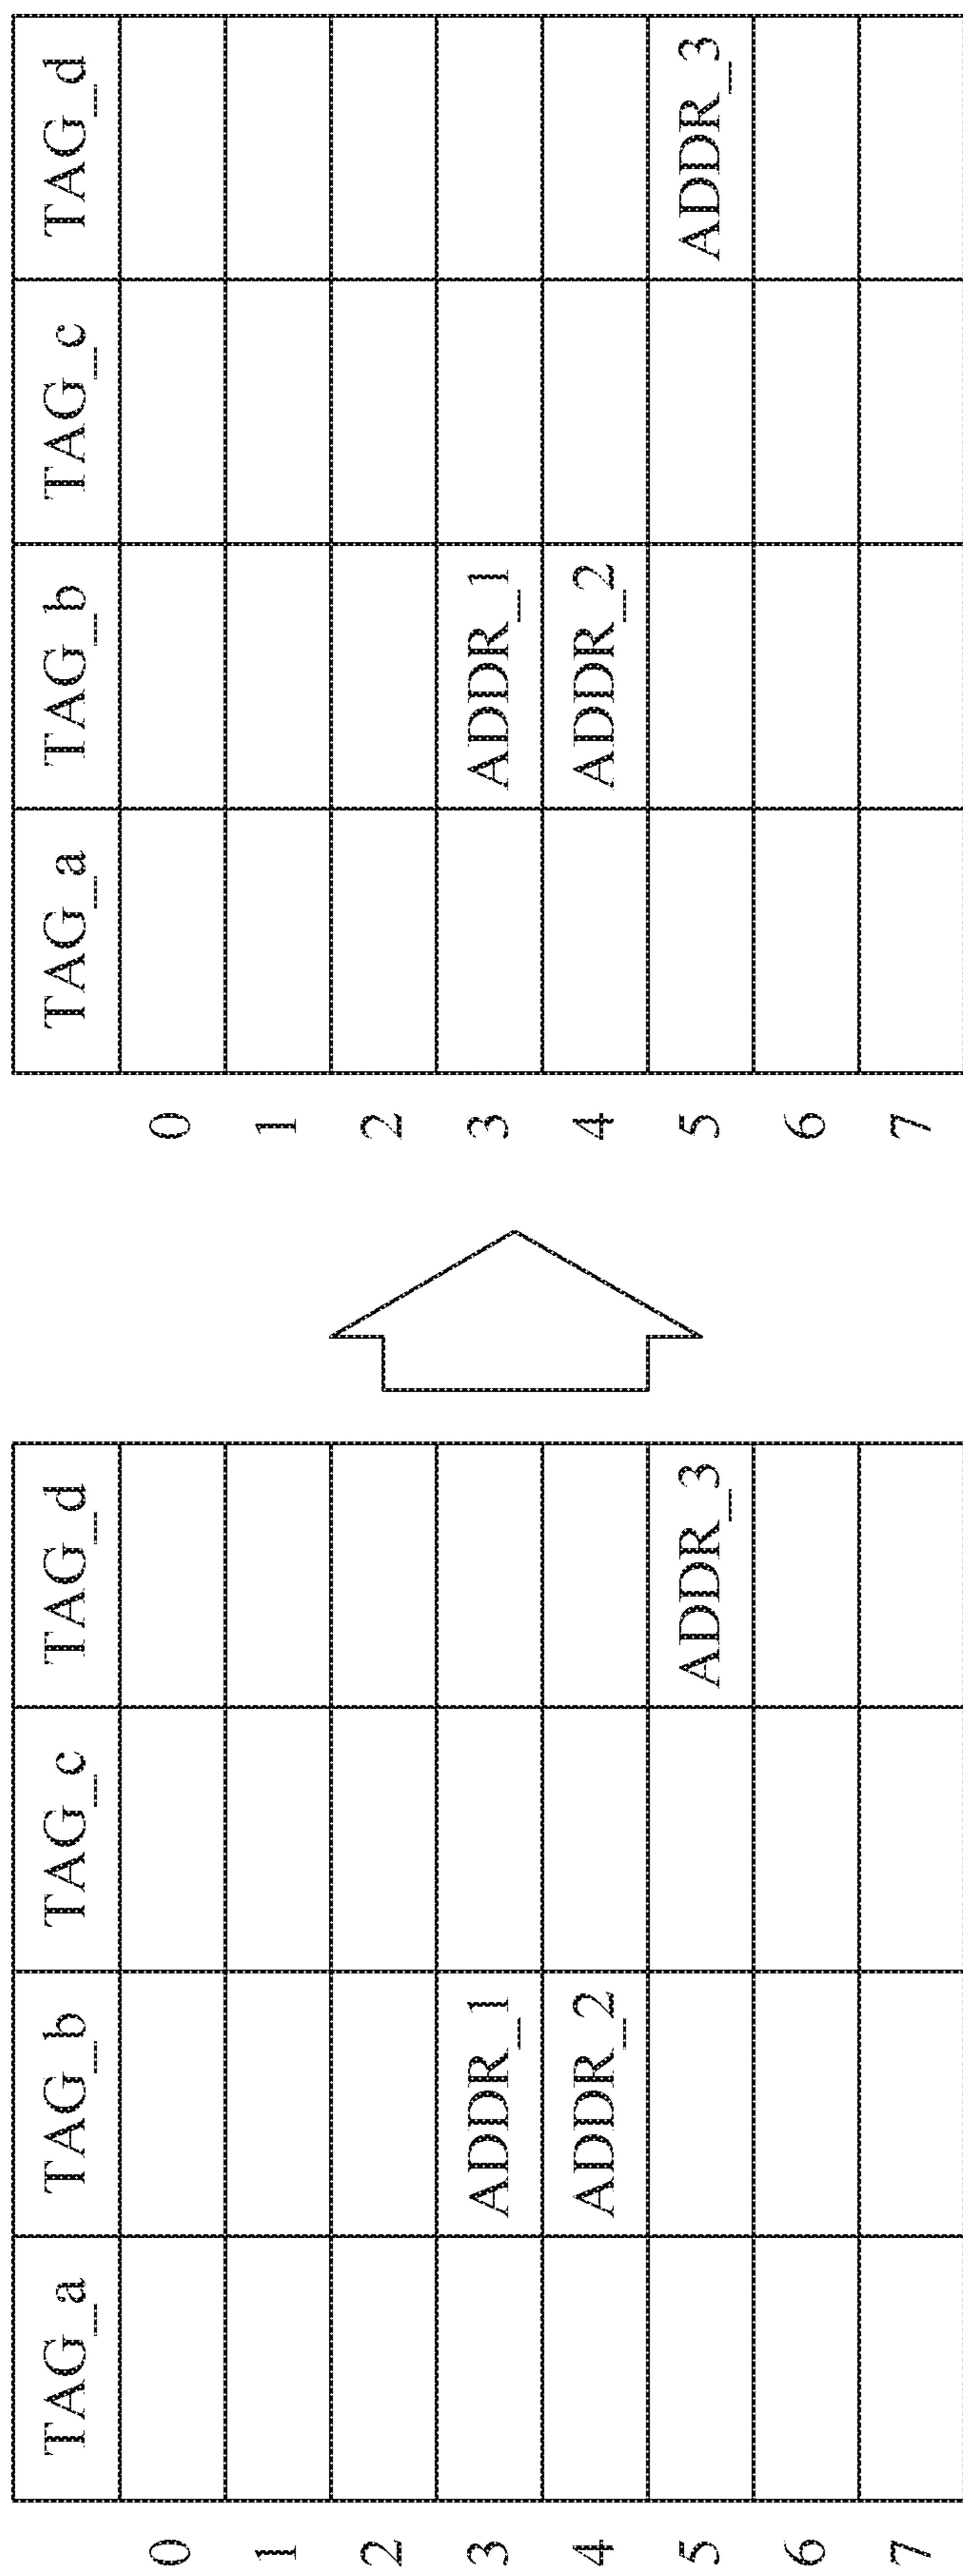 TAG_a TAG_b TAG_c TAG_d TAG_a TAG_b TAG_c TAG_d
0 0
1 1
2 2
3 ADDR_1 3 ADDR_1
4 ADDR_2 4 ADDR_2
5 ADDR_3 5 ADDR_3
6 6
7 7